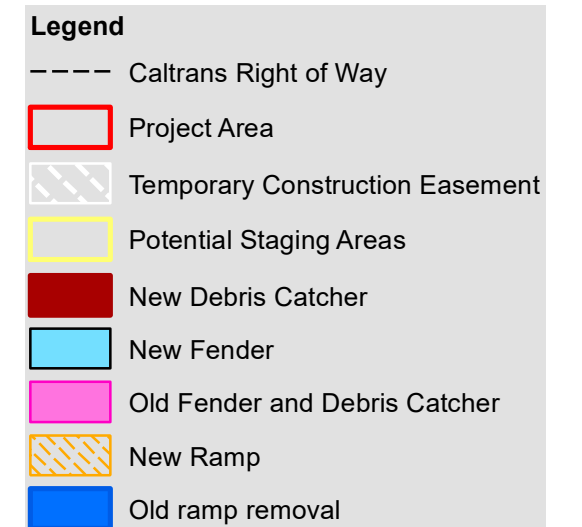 Legend
Caltrans Right of Way
Project Area
Temporary Construction Easement
Potential Staging Areas
New Debris Catcher
New Fender
Old Fender and Debris Catcher
New Ramp
Old ramp removal